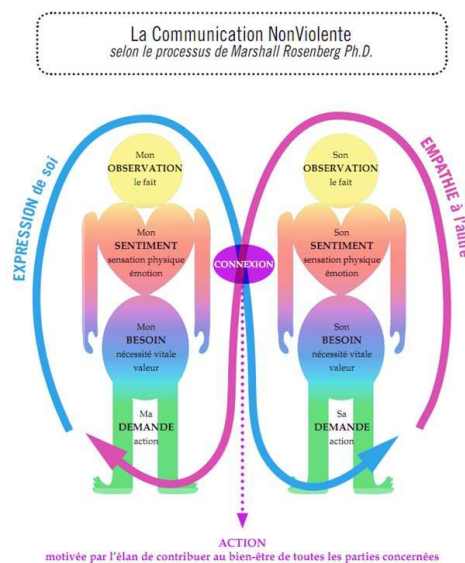 La Communication NonViolente
selon le processus de Marshall Rosenberg Ph.D.
EXPRESSION de soi
EMPATHIE à l'autre
Mon
OBSERVATION
le fait
Mon
SENTIMENT
sensation physique
émotion
Mon
BESOIN
nécessité vitale
valeur
Ma
DEMANDE
action
CONNEXION
Son
OBSERVATION
le fait
Son
SENTIMENT
sensation physique
émotion
Son
BESOIN
nécessité vitale
valeur
Sa
DEMANDE
action
ACTION
motivée par l'élan de contribuer au bien-être de toutes les parties concernées